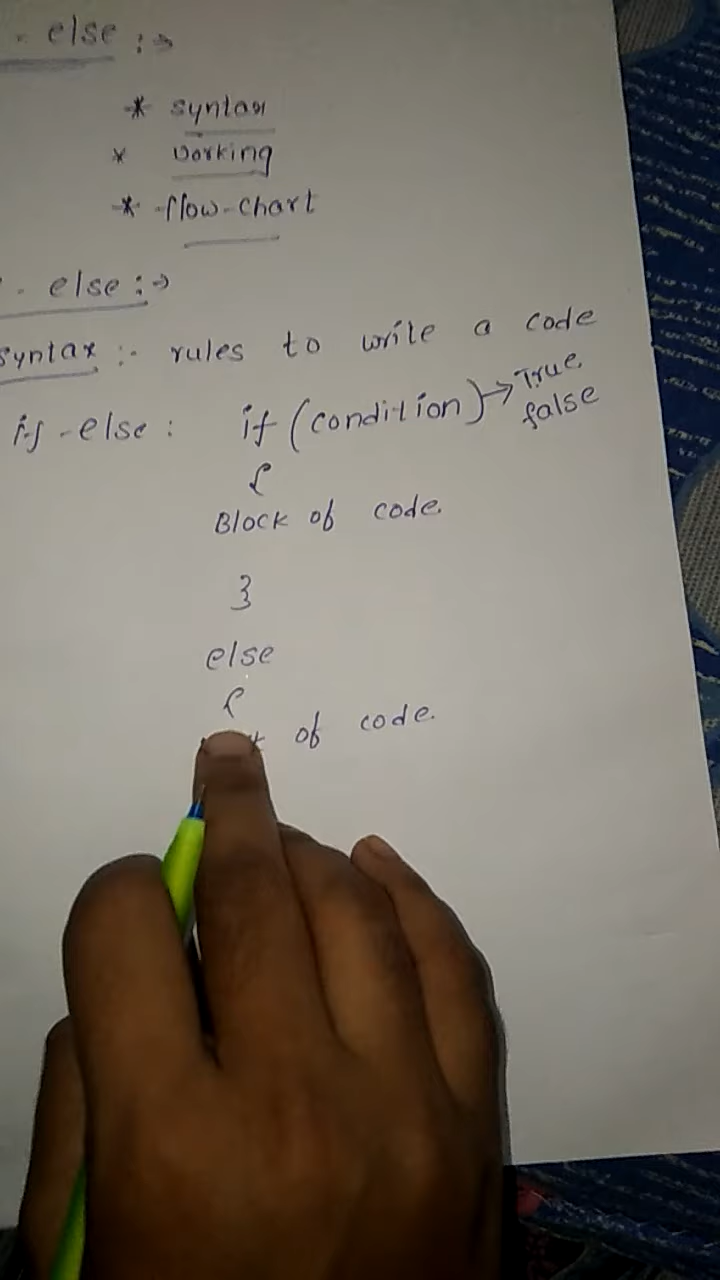 - else :→
* syntax
* working
* flow-chart
- else :→
syntax :- rules to write a code
if-else : if (condition) → True
false
{
Block of code.
}
else
{
of code.